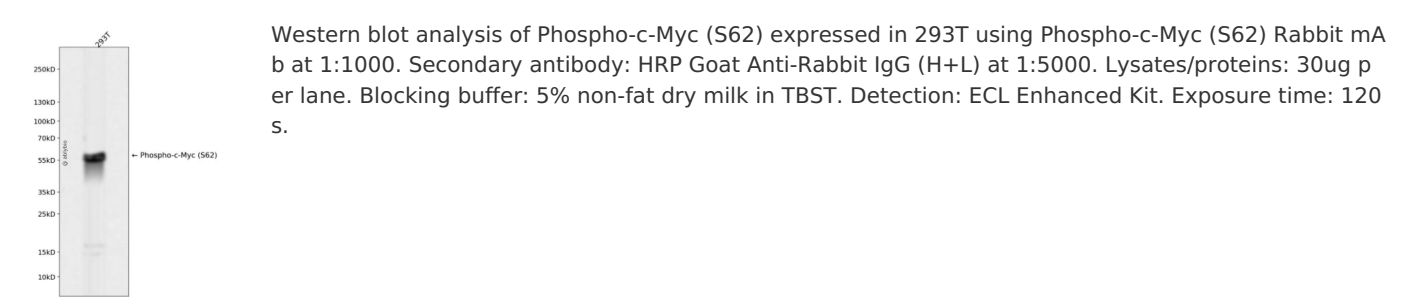 293T
250kD
130kD
100kD
70kD
55kD
35kD
25kD
15kD
10kD
@ abbybio
← Phospho-c-Myc (S62)
Western blot analysis of Phospho-c-Myc (S62) expressed in 293T using Phospho-c-Myc (S62) Rabbit mA
b at 1:1000. Secondary antibody: HRP Goat Anti-Rabbit IgG (H+L) at 1:5000. Lysates/proteins: 30ug p
er lane. Blocking buffer: 5% non-fat dry milk in TBST. Detection: ECL Enhanced Kit. Exposure time: 120
s.